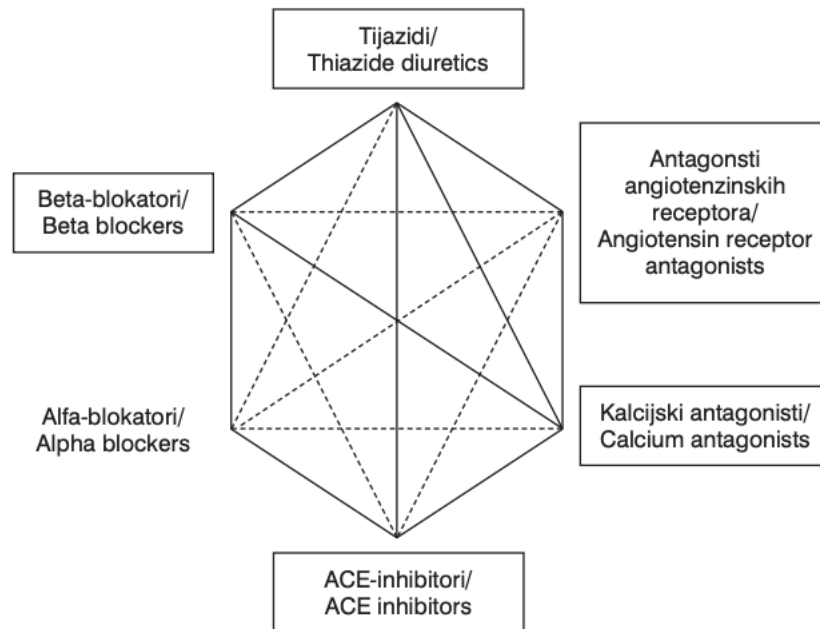 Tijazidi/
Thiazide diuretics
Beta-blokatori/
Beta blockers
Antagonsti
angiotenzinskih
receptora/
Angiotensin receptor
antagonists
Alfa-blokatori/
Alpha blockers
Kalcijski antagonisti/
Calcium antagonists
ACE-inhibitori/
ACE inhibitors